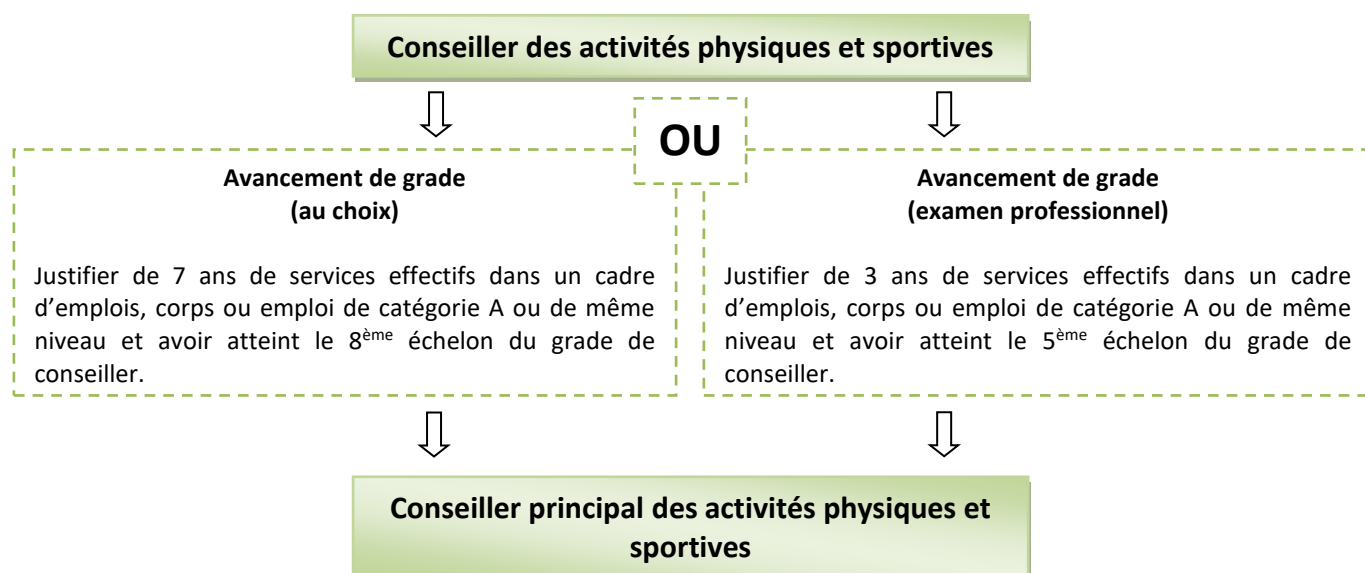 Conseiller des activités physiques et sportives
OU
Avancement de grade
(au choix)
Justifier de 7 ans de services effectifs dans un cadre
d’emplois, corps ou emploi de catégorie A ou de même
niveau et avoir atteint le 8ème échelon du grade de
conseiller.
Avancement de grade
(examen professionnel)
Justifier de 3 ans de services effectifs dans un cadre
d’emplois, corps ou emploi de catégorie A ou de même
niveau et avoir atteint le 5ème échelon du grade de
conseiller.
Conseiller principal des activités physiques et
sportives